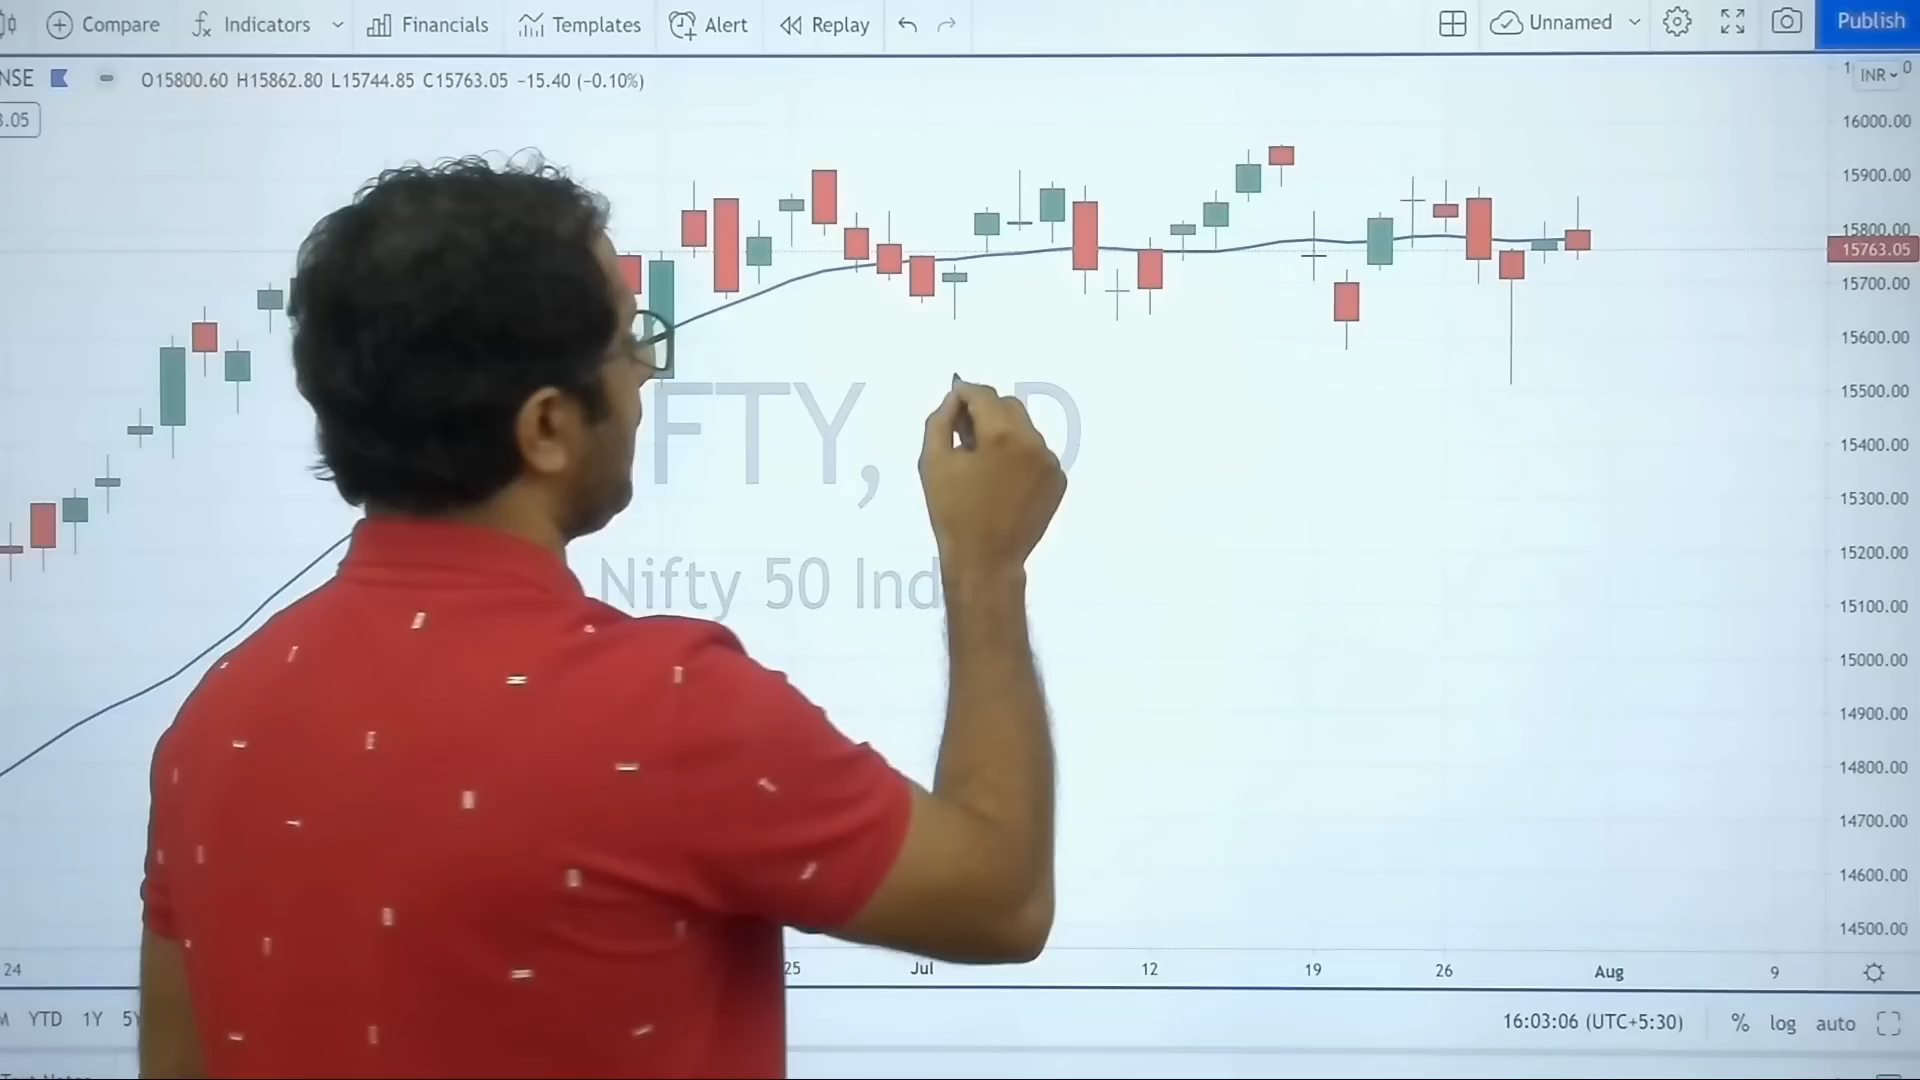 Compare Indicators Financials Templates Alert Replay Unnamed Publish
NSE O15800.60 H15862.80 L15744.85 C15763.05 −15.40 (−0.10%)
INR
3.05
16000.00
15900.00
15800.00
15763.05
15700.00
15600.00
15500.00
15400.00
15300.00
15200.00
15100.00
15000.00
14900.00
14800.00
14700.00
14600.00
14500.00
FTY, D
Nifty 50 Ind
24 25 Jul 12 19 26 Aug 9
M YTD 1Y 5Y 16:03:06 (UTC+5:30) % log auto